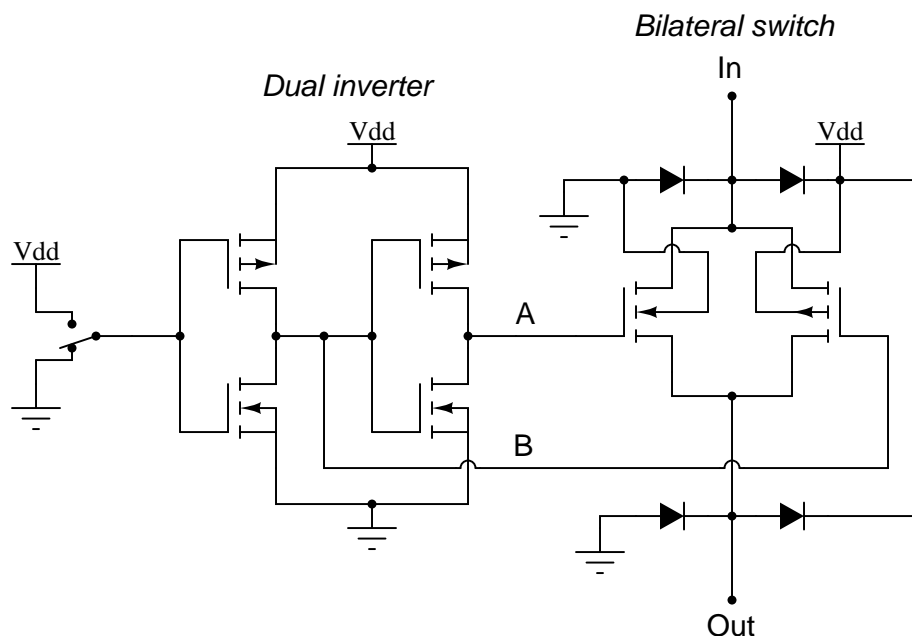 Bilateral switch
In
Dual inverter
Vdd
Vdd
Vdd
A
B
Out